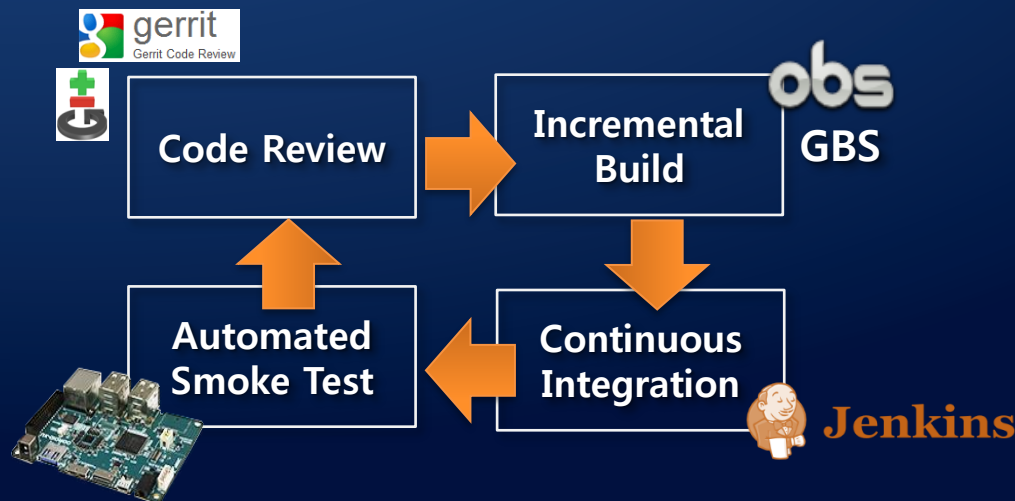 gerrit
Gerrit Code Review
Code Review
Incremental
Build
obs
GBS
Automated
Smoke Test
Continuous
Integration
Jenkins